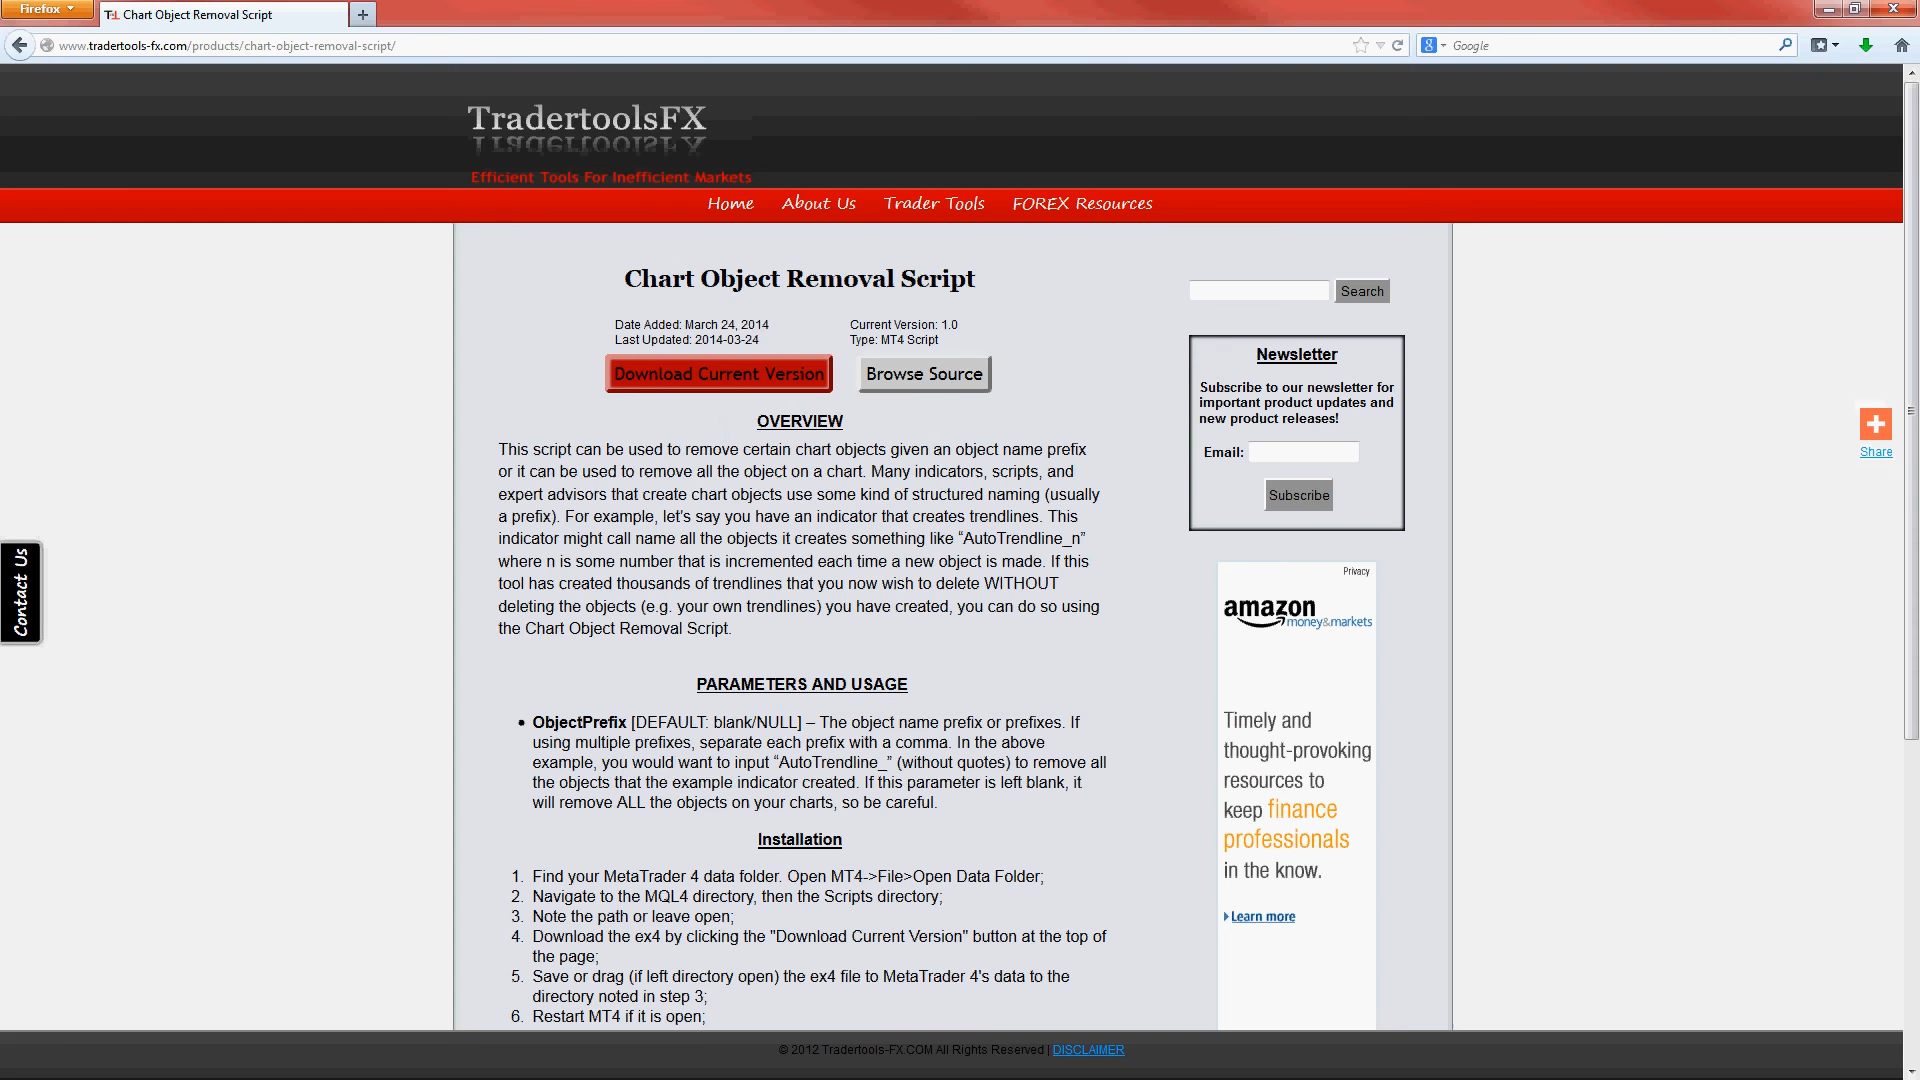 Firefox
Chart Object Removal Script
www.tradertools-fx.com/products/chart-object-removal-script/
Google
TradertoolsFX
Efficient Tools For Inefficient Markets
Home About Us Trader Tools FOREX Resources
Chart Object Removal Script
Search
Date Added: March 24, 2014 Current Version: 1.0
Last Updated: 2014-03-24 Type: MT4 Script
Download Current Version Browse Source
OVERVIEW
This script can be used to remove certain chart objects given an object name prefix
or it can be used to remove all the object on a chart. Many indicators, scripts, and
expert advisors that create chart objects use some kind of structured naming (usually
a prefix). For example, let's say you have an indicator that creates trendlines. This
indicator might call name all the objects it creates something like “AutoTrendline_n”
where n is some number that is incremented each time a new object is made. If this
tool has created thousands of trendlines that you now wish to delete WITHOUT
deleting the objects (e.g. your own trendlines) you have created, you can do so using
the Chart Object Removal Script.
PARAMETERS AND USAGE
• ObjectPrefix [DEFAULT: blank/NULL] – The object name prefix or prefixes. If
using multiple prefixes, separate each prefix with a comma. In the above
example, you would want to input “AutoTrendline_” (without quotes) to remove all
the objects that the example indicator created. If this parameter is left blank, it
will remove ALL the objects on your charts, so be careful.
Installation
1. Find your MetaTrader 4 data folder. Open MT4->File>Open Data Folder;
2. Navigate to the MQL4 directory, then the Scripts directory;
3. Note the path or leave open;
4. Download the ex4 by clicking the "Download Current Version" button at the top of
the page;
5. Save or drag (if left directory open) the ex4 file to MetaTrader 4's data to the
directory noted in step 3;
6. Restart MT4 if it is open;
Newsletter
Subscribe to our newsletter for
important product updates and
new product releases!
Email:
Subscribe
Privacy
amazon
money&markets
Timely and
thought-provoking
resources to
keep finance
professionals
in the know.
Learn more
Share
Contact Us
© 2012 Tradertools-FX.COM All Rights Reserved | DISCLAIMER